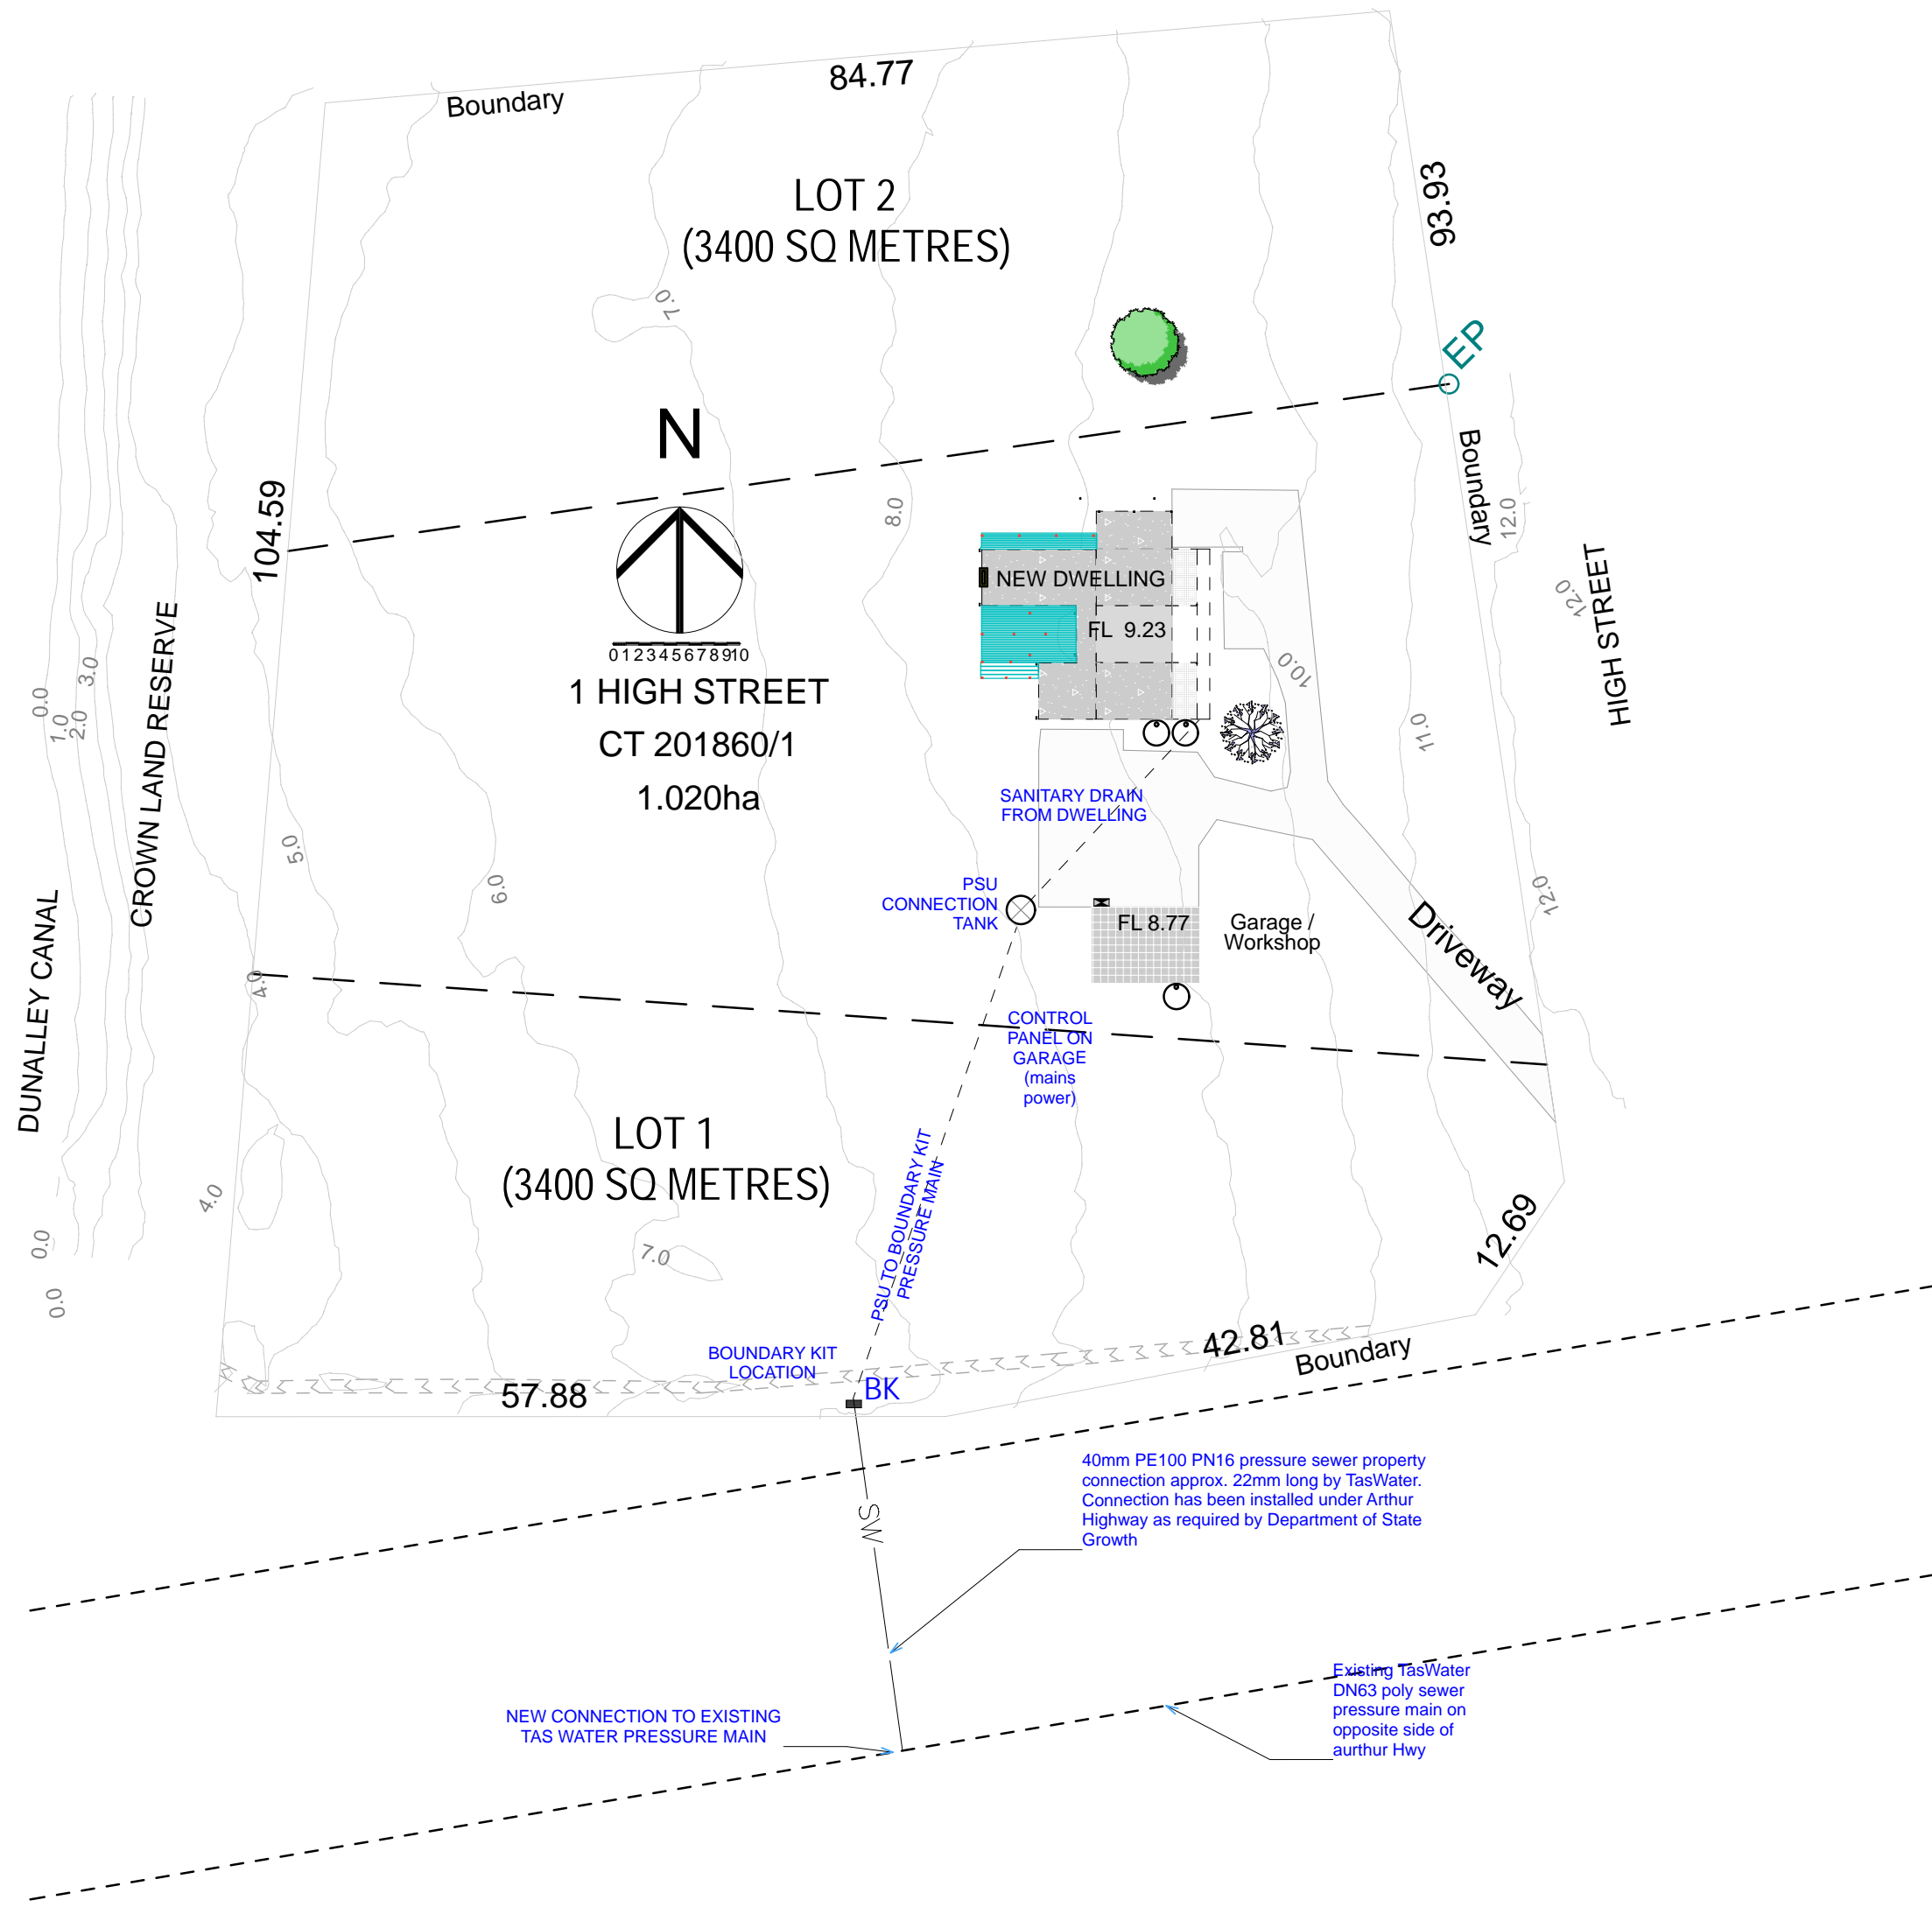 84.77
Boundary
93.93
LOT 2
(3400 SQ METRES)
7.0
EP
N
Boundary
104.59
8.0
12.0
NEW DWELLING
HIGH STREET
12.0
FL 9.23
0 1 2 3 4 5 6 7 8 9 10
10.0
1 HIGH STREET
CT 201860/1
1.020ha
0.0
1.0
2.0
3.0
CROWN LAND RESERVE
11.0
SANITARY DRAIN
FROM DWELLING
5.0
6.0
12.0
PSU
CONNECTION
TANK
FL 8.77
Garage /
Workshop
Driveway
DUNALLEY CANAL
4.0
CONTROL
PANEL ON
GARAGE
(mains
power)
LOT 1
(3400 SQ METRES)
4.0
PSU TO BOUNDARY KIT
PRESSURE MAIN
0.0
7.0
12.69
0.0
42.81
Boundary
BOUNDARY KIT
LOCATION
BK
57.88
40mm PE100 PN16 pressure sewer property
connection approx. 22mm long by TasWater.
Connection has been installed under Arthur
Highway as required by Department of State
Growth
SW
Existing TasWater
DN63 poly sewer
pressure main on
opposite side of
aurthur Hwy
NEW CONNECTION TO EXISTING
TAS WATER PRESSURE MAIN